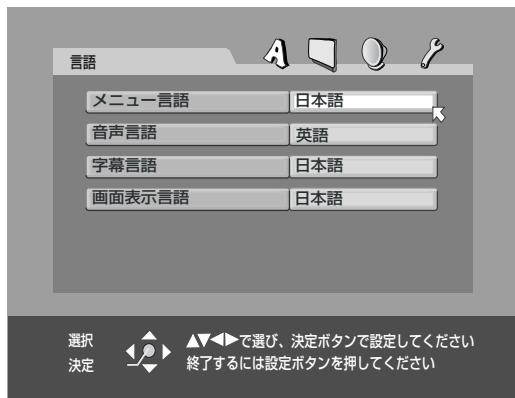 言語
メニュー言語 日本語
音声言語 英語
字幕言語 日本語
画面表示言語 日本語
選択 ▲▼◀▶で選び、決定ボタンで設定してください
決定 終了するには設定ボタンを押してください